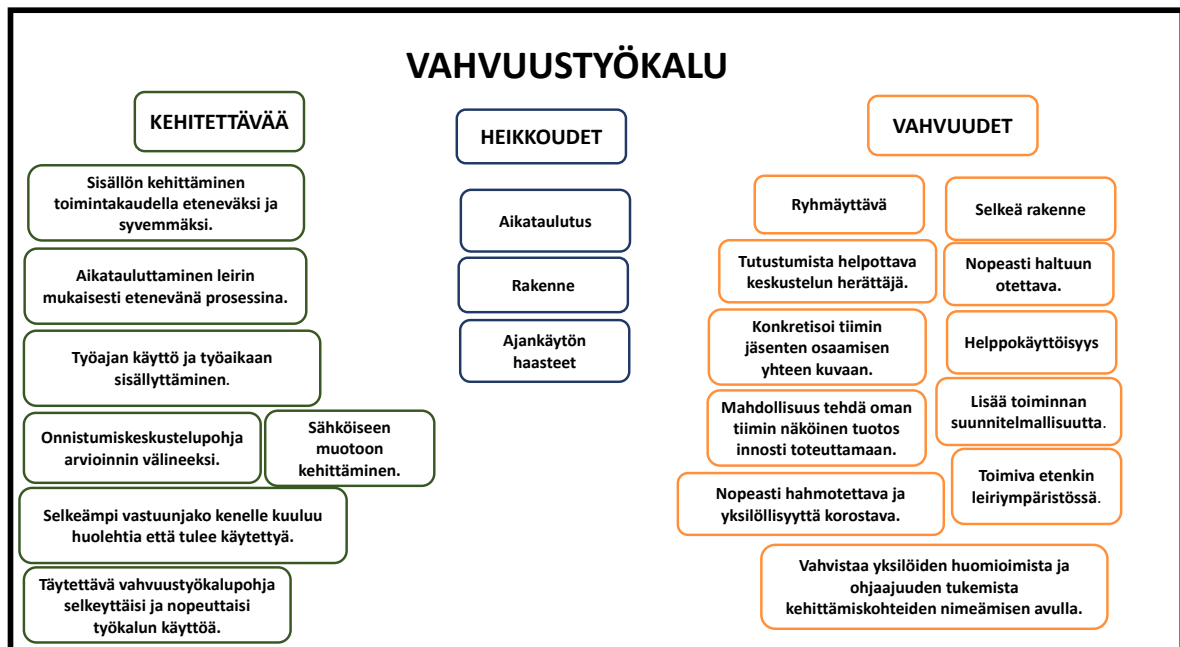 VAHVUUSTYÖKALU
KEHITETTÄVÄÄ
Sisällön kehittäminen
toimintakaudella eteneväksi ja
syvemmäksi.
Aikatauluttaminen leirin
mukaisesti etenevänä prosessina.
Työajan käyttö ja työaikaan
sisällyttäminen.
Onnistumiskeskustelupohja
arvioinnin välineeksi.
Sähköiseen
muotoon
kehittäminen.
Selkeämpi vastuunjako kenelle kuuluu
huolehtia että tulee käytettyä.
Täytettävä vahvuustyökalupohja
selkeyttäisi ja nopeuttaisi
työkalun käyttöä.
HEIKKOUDET
Aikataulutus
Rakenne
Ajankäytön
haasteet
VAHVUUDET
Ryhmäyttävä
Tutustumista helpottava
keskustelun herättäjä.
Konkretisoi tiimin
jäsenten osaamisen
yhteen kuvaan.
Mahdollisuus tehdä oman
tiimin näköinen tuotos
innosti toteuttamaan.
Nopeasti hahmotettava ja
yksilöllisyyttä korostava.
Selkeä rakenne
Nopeasti haltuun
otettava.
Helppokäyttöisyys
Lisää toiminnan
suunnitelmallisuutta.
Toimiva etenkin
leiriympäristössä.
Vahvistaa yksilöiden huomioimista ja
ohjaajuuden tukemista
kehittämiskohteiden nimeämisen avulla.